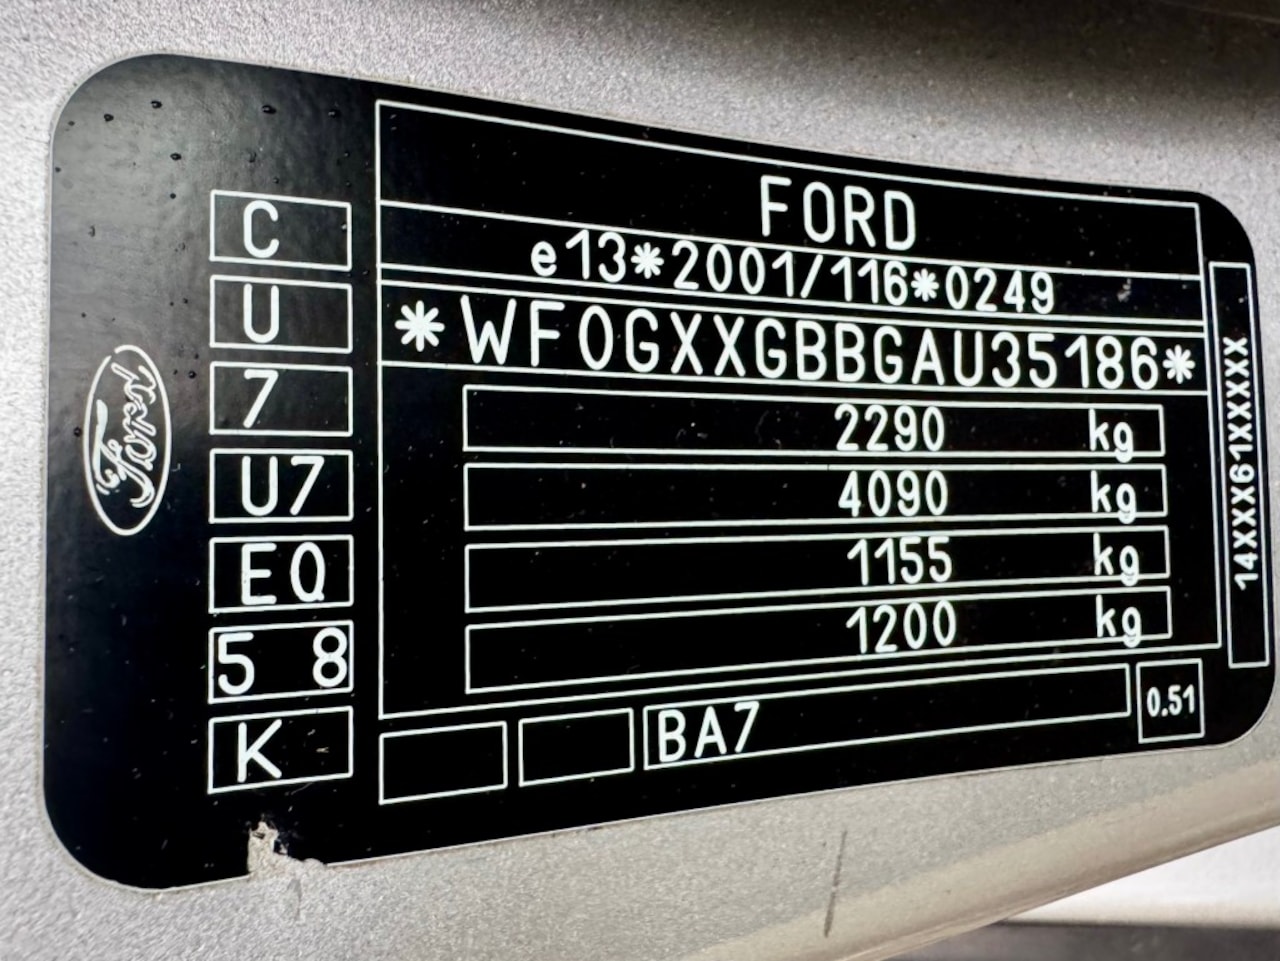 FORD
e13*2001/116*0249
*WF0GXXGBBGAU35186*
2290 kg
4090 kg
1155 kg
1200 kg
BA7
0.51
C
U
7
U7
EQ
5 8
K
Ford
14XXX61XXXX